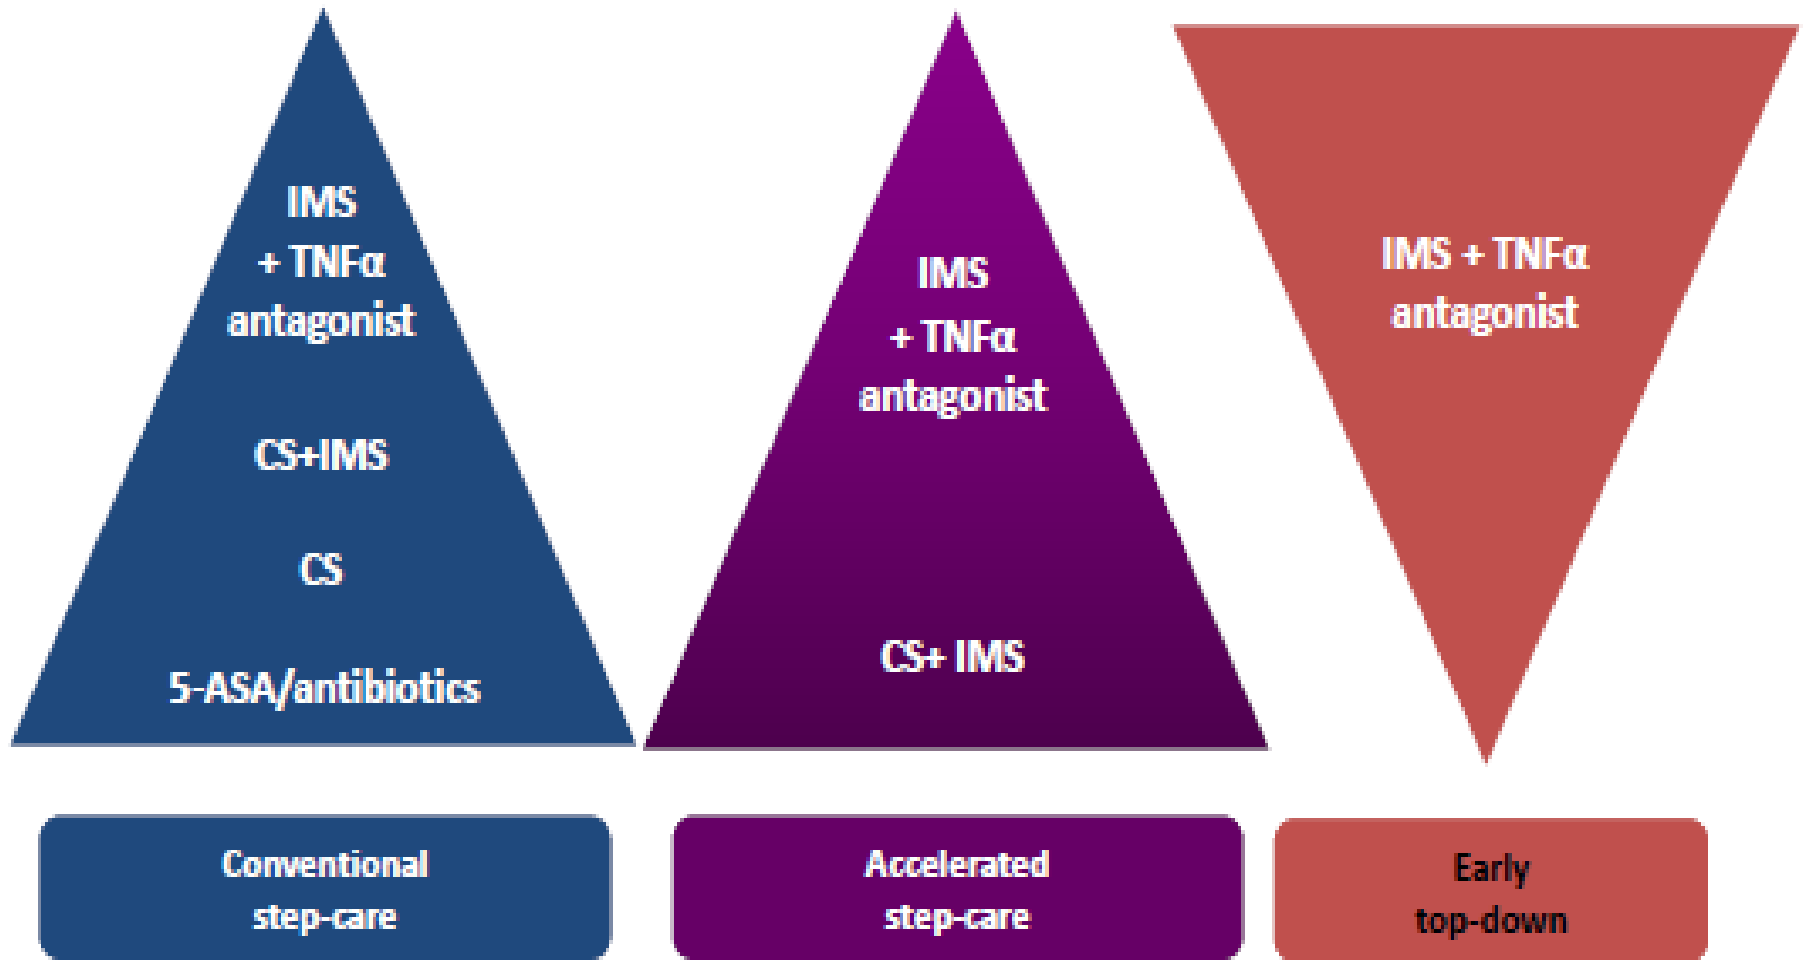 IMS
+ TNFα
antagonist
CS+IMS
CS
5-ASA/antibiotics
Conventional
step-care
IMS
+ TNFα
antagonist
CS+ IMS
Accelerated
step-care
IMS + TNFα
antagonist
Early
top-down